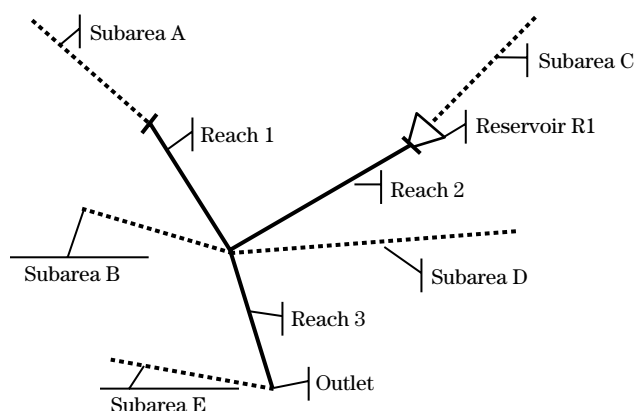 Subarea A
Subarea C
Reservoir R1
Reach 1
Reach 2
Subarea B
Subarea D
Reach 3
Outlet
Subarea E